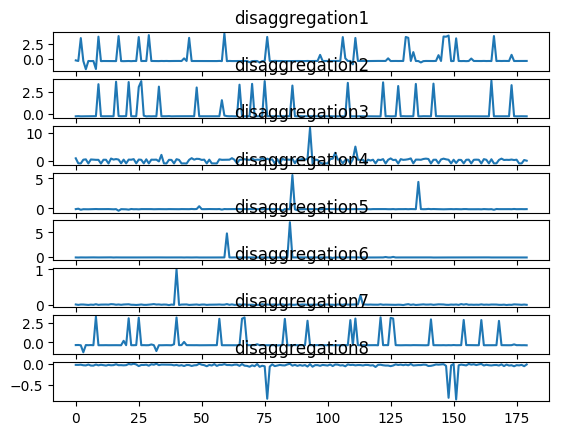 disaggregation1
2.5
0.0
disaggregation2
2.5
0.0
disaggregation3
10
0
disaggregation4
5
0
disaggregation5
5
0
disaggregation6
1
0
disaggregation7
2.5
0.0
disaggregation8
0.0
−0.5
0 25 50 75 100 125 150 175